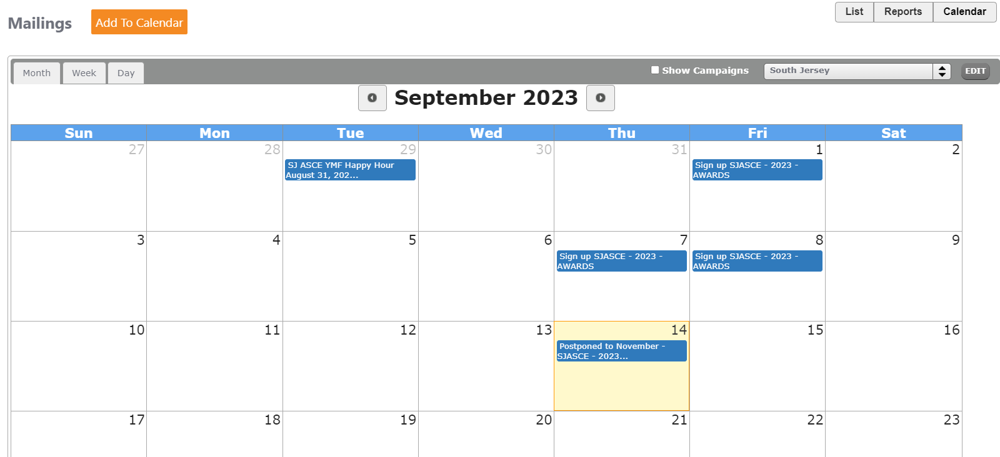 Mailings
Add To Calendar
List Reports Calendar
Month Week Day
Show Campaigns South Jersey EDIT
September 2023
Sun Mon Tue Wed Thu Fri Sat
27 28 29 30 31 1 2
SJ ASCE YMF Happy Hour
August 31, 202...
Sign up SJASCE - 2023 -
AWARDS
3 4 5 6 7 8 9
Sign up SJASCE - 2023 -
AWARDS
Sign up SJASCE - 2023 -
AWARDS
10 11 12 13 14 15 16
Postponed to November -
SJASCE - 2023...
17 18 19 20 21 22 23